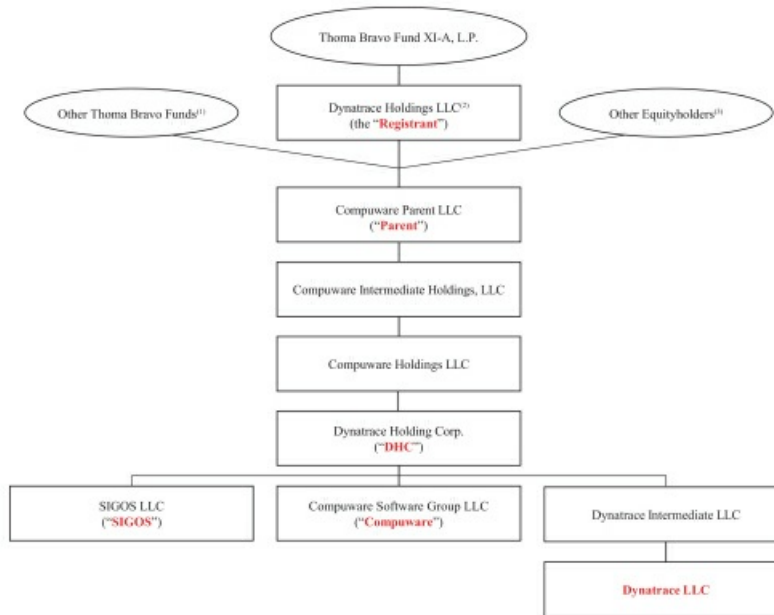 Thoma Bravo Fund XI-A, L.P.
Other Thoma Bravo Funds(1)
Dynatrace Holdings LLC(2)
(the “Registrant”)
Other Equityholders(3)
Compuware Parent LLC
(“Parent”)
Compuware Intermediate Holdings, LLC
Compuware Holdings LLC
Dynatrace Holding Corp.
(“DHC”)
SIGOS LLC
(“SIGOS”)
Compuware Software Group LLC
(“Compuware”)
Dynatrace Intermediate LLC
Dynatrace LLC